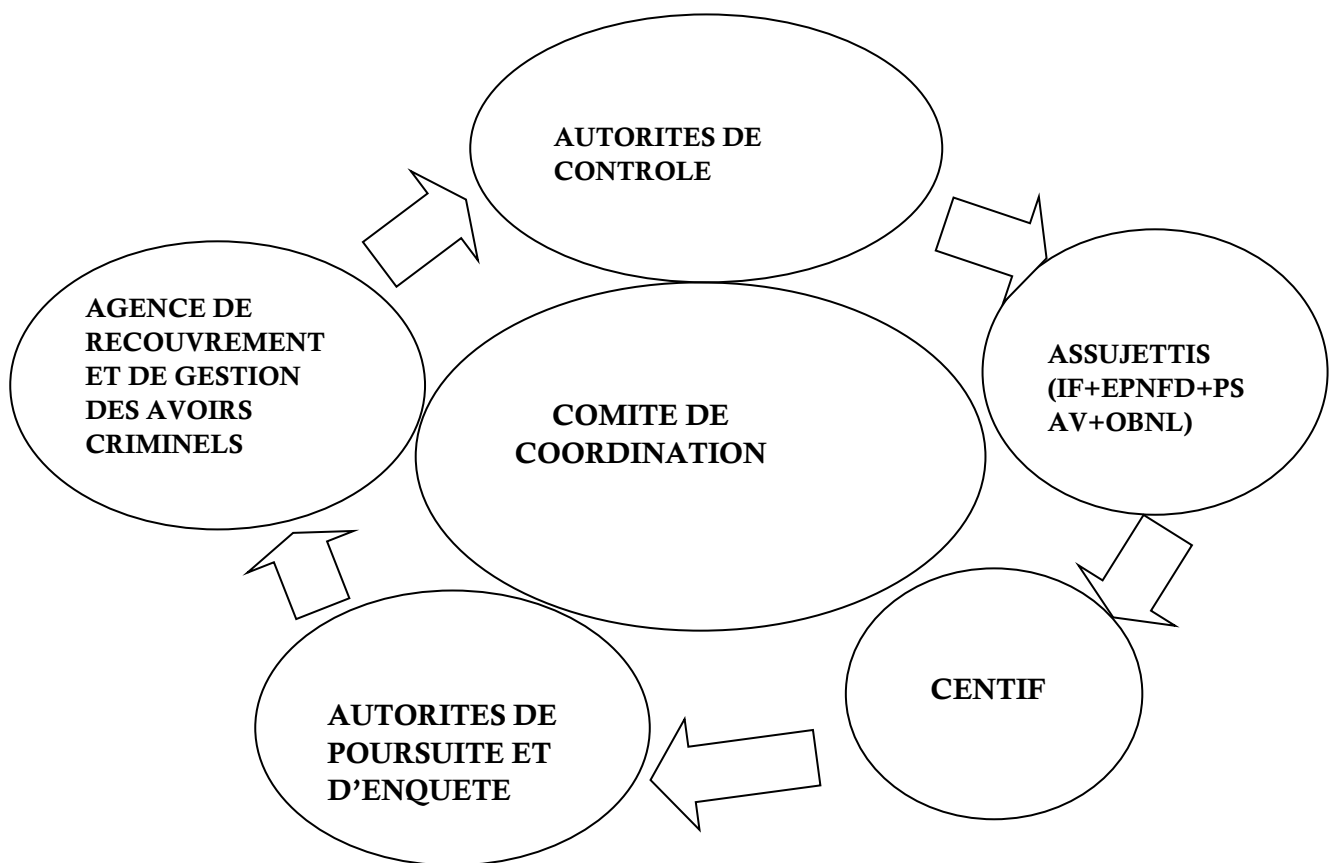 AUTORITES DE
CONTROLE
AGENCE DE
RECOUVREMENT
ET DE GESTION
DES AVOIRS
CRIMINELS
ASSUJETTIS
(IF+EPNFD+PS
AV+OBNL)
COMITE DE
COORDINATION
CENTIF
AUTORITES DE
POURSUITE ET
D’ENQUETE